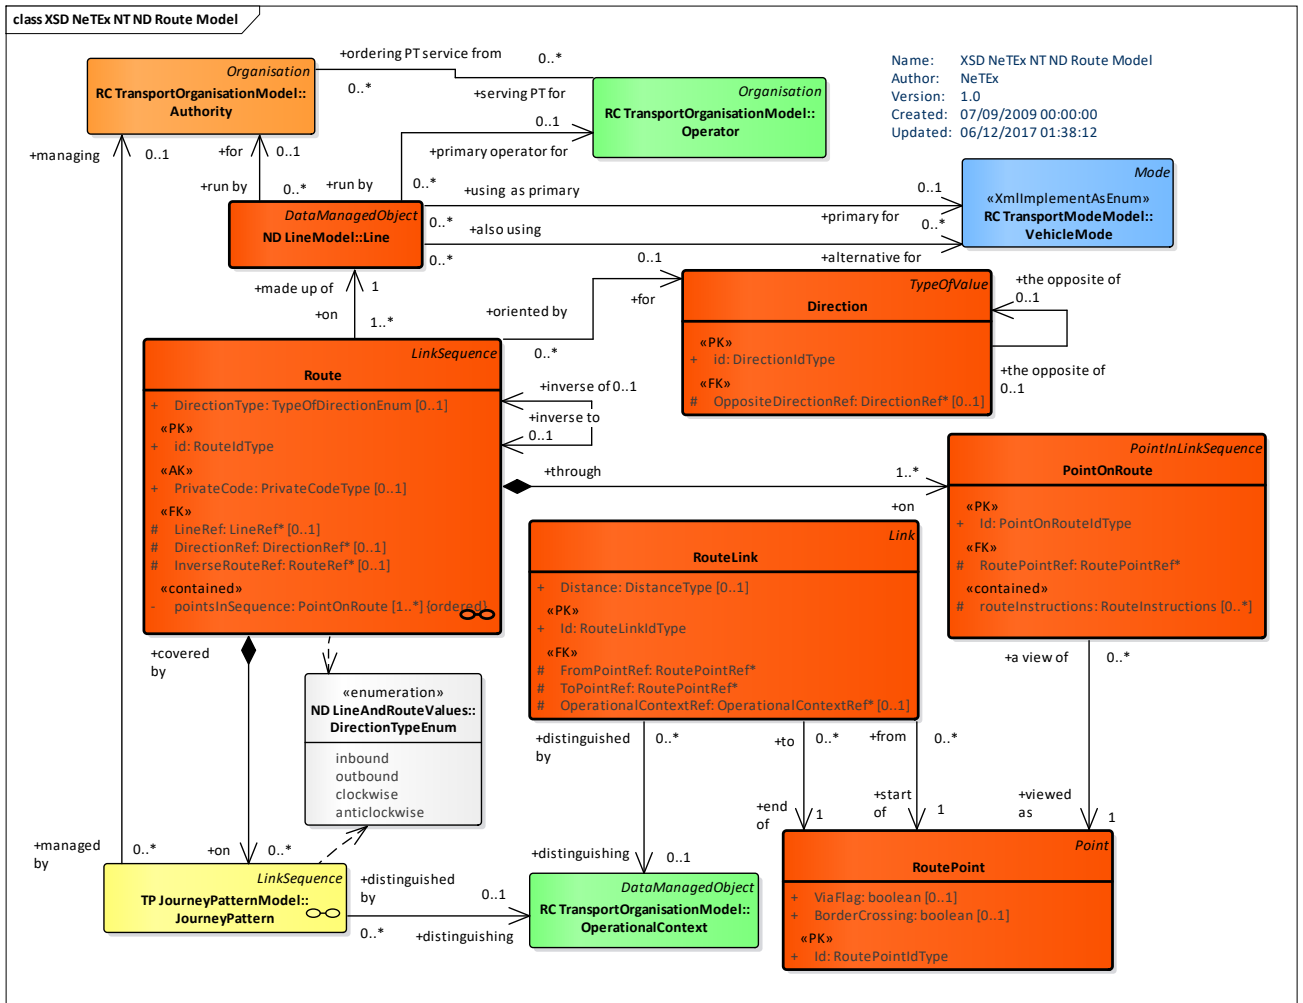 class XSD NeTEx NT ND Route Model
Name: XSD NeTEx NT ND Route Model
Author: NeTEx
Version: 1.0
Created: 07/09/2009 00:00:00
Updated: 06/12/2017 01:38:12
Organisation
RC TransportOrganisationModel::
Authority
+ordering PT service from
0..*
0..*
+serving PT for
Organisation
RC TransportOrganisationModel::
Operator
0..1
+primary operator for
+managing
0..1
+for
0..1
+run by
0..*
+run by
0..*
DataManagedObject
ND LineModel::Line
+using as primary
0..1
0..*
+primary for
+also using
0..*
0..*
+alternative for
Mode
«XmlImplementAsEnum»
RC TransportModeModel::
VehicleMode
+made up of
1
+on
1..*
+oriented by
0..*
0..1
+for
TypeOfValue
Direction
«PK»
+ id: DirectionIdType
«FK»
# OppositeDirectionRef: DirectionRef* [0..1]
+the opposite of
0..1
+the opposite of
0..1
LinkSequence
Route
+ DirectionType: TypeOfDirectionEnum [0..1]
«PK»
+ id: RouteIdType
«AK»
+ PrivateCode: PrivateCodeType [0..1]
«FK»
# LineRef: LineRef* [0..1]
# DirectionRef: DirectionRef* [0..1]
# InverseRouteRef: RouteRef* [0..1]
«contained»
- pointsInSequence: PointOnRoute [1..*] {ordered}
+inverse of 0..1
+inverse to
0..1
+through
1..*
+on
PointInLinkSequence
PointOnRoute
«PK»
+ Id: PointOnRouteIdType
«FK»
# RoutePointRef: RoutePointRef*
«contained»
# routeInstructions: RouteInstructions [0..*]
Link
RouteLink
+ Distance: DistanceType [0..1]
«PK»
+ Id: RouteLinkIdType
«FK»
# FromPointRef: RoutePointRef*
# ToPointRef: RoutePointRef*
# OperationalContextRef: OperationalContextRef* [0..1]
+covered
by
«enumeration»
ND LineAndRouteValues::
DirectionTypeEnum
inbound
outbound
clockwise
anticlockwise
+distinguished
by
0..*
+to
0..*
+from
0..*
+a view of
0..*
+end
of
1
+start
of
1
+viewed
as
1
+managed
by
0..*
+on
0..*
LinkSequence
TP JourneyPatternModel::
JourneyPattern
+distinguished
by
0..*
0..1
+distinguishing
+distinguishing
0..1
DataManagedObject
RC TransportOrganisationModel::
OperationalContext
Point
RoutePoint
+ ViaFlag: boolean [0..1]
+ BorderCrossing: boolean [0..1]
«PK»
+ Id: RoutePointIdType